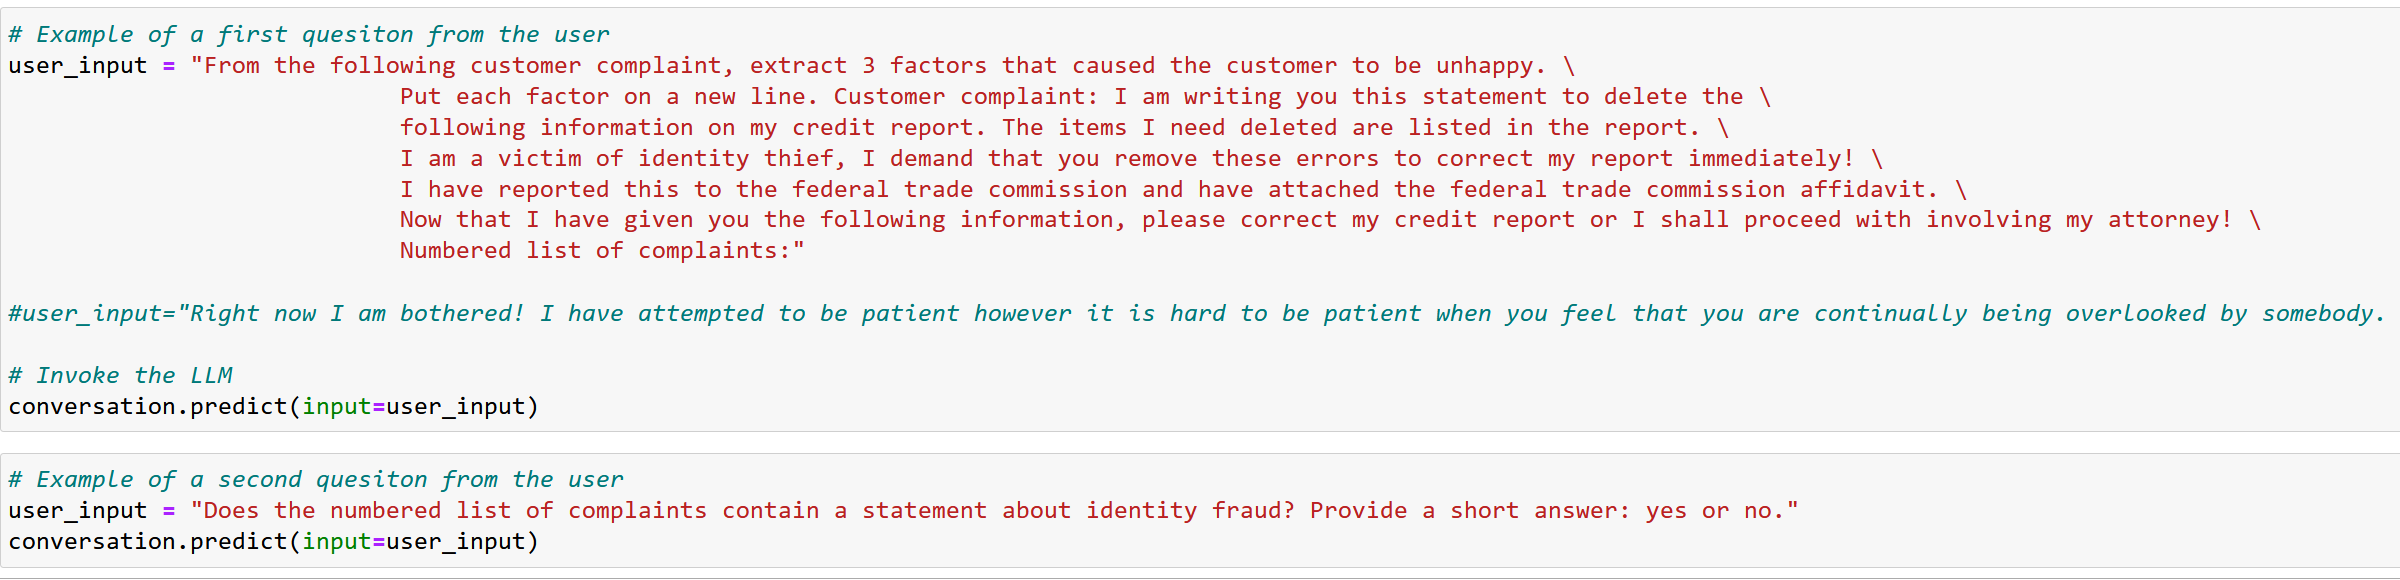 # Example of a first quesiton from the user
user_input = "From the following customer complaint, extract 3 factors that caused the customer to be unhappy. \
Put each factor on a new line. Customer complaint: I am writing you this statement to delete the \
following information on my credit report. The items I need deleted are listed in the report. \
I am a victim of identity thief, I demand that you remove these errors to correct my report immediately! \
I have reported this to the federal trade commission and have attached the federal trade commission affidavit. \
Now that I have given you the following information, please correct my credit report or I shall proceed with involving my attorney! \
Numbered list of complaints:"
#user_input="Right now I am bothered! I have attempted to be patient however it is hard to be patient when you feel that you are continually being overlooked by somebody.
# Invoke the LLM
conversation.predict(input=user_input)
# Example of a second quesiton from the user
user_input = "Does the numbered list of complaints contain a statement about identity fraud? Provide a short answer: yes or no."
conversation.predict(input=user_input)